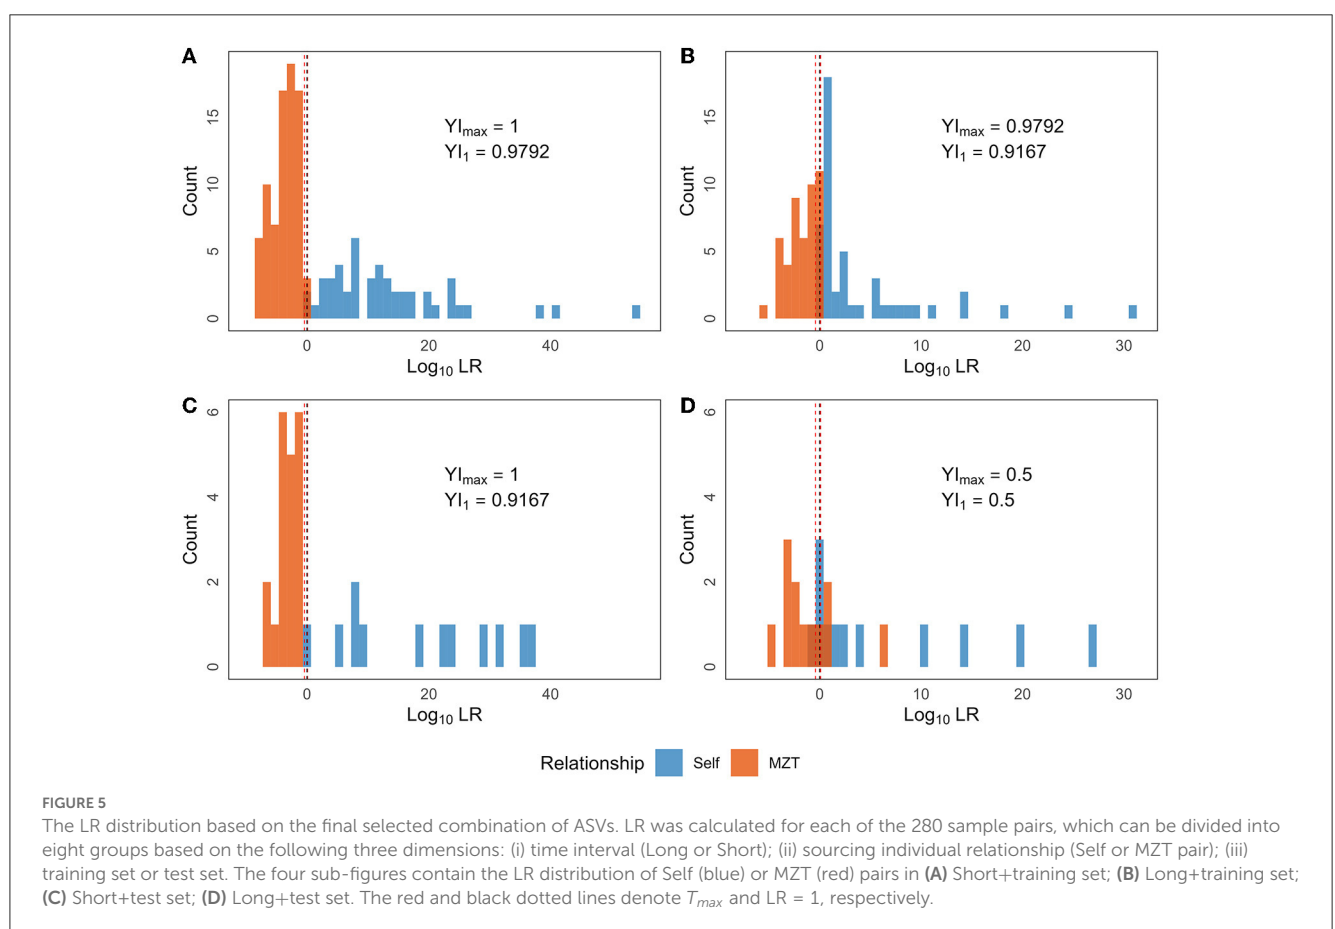 A
B
YImax = 1
YI1 = 0.9792
YImax = 0.9792
YI1 = 0.9167
Count
0 5 10 15
0 20 40
Log10 LR
Count
0 5 10 15
0 10 20 30
Log10 LR
C
D
YImax = 1
YI1 = 0.9167
YImax = 0.5
YI1 = 0.5
Count
0 2 4 6
0 20 40
Log10 LR
Count
0 2 4 6
0 10 20 30
Log10 LR
Relationship Self MZT
FIGURE 5
The LR distribution based on the final selected combination of ASVs. LR was calculated for each of the 280 sample pairs, which can be divided into
eight groups based on the following three dimensions: (i) time interval (Long or Short); (ii) sourcing individual relationship (Self or MZT pair); (iii)
training set or test set. The four sub-figures contain the LR distribution of Self (blue) or MZT (red) pairs in (A) Short+training set; (B) Long+training set;
(C) Short+test set; (D) Long+test set. The red and black dotted lines denote Tmax and LR = 1, respectively.